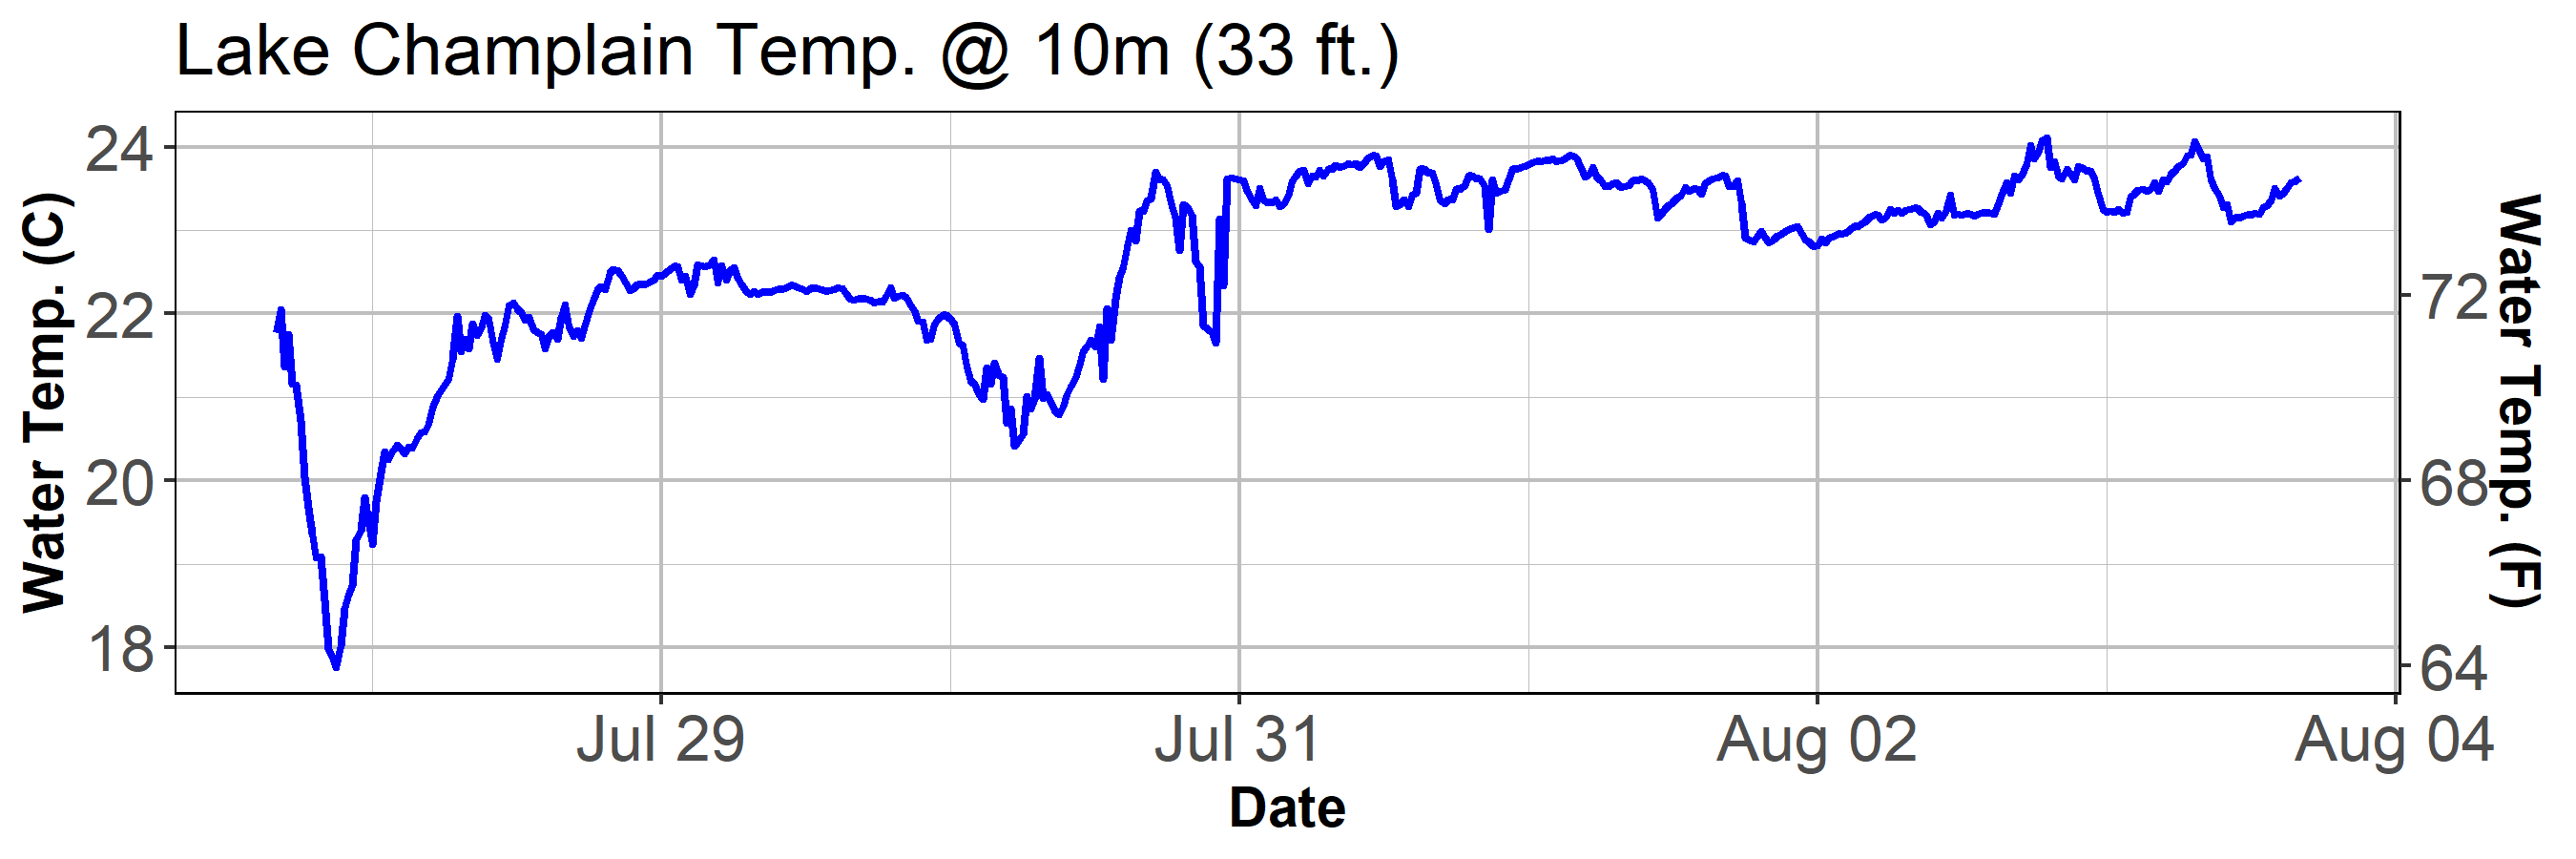 Lake Champlain Temp. @ 10m (33 ft.)
Water Temp. (C)
24
22
20
18
72
68
64
Water Temp. (F)
Jul 29 Jul 31 Aug 02 Aug 04
Date